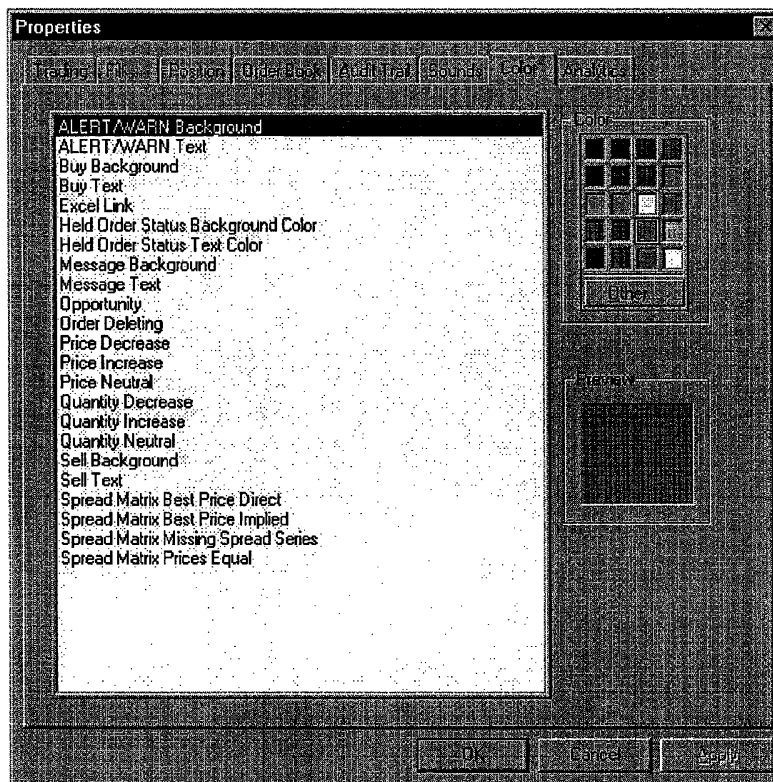 Properties
Trading Fills Position Order Book Audit Trail Sounds Color Analytics
ALERT/WARN Background
ALERT/WARN Text
Buy Background
Buy Text
Excel Link
Held Order Status Background Color
Held Order Status Text Color
Message Background
Message Text
Opportunity
Order Deleting
Price Decrease
Price Increase
Price Neutral
Quantity Decrease
Quantity Increase
Quantity Neutral
Sell Background
Sell Text
Spread Matrix Best Price Direct
Spread Matrix Best Price Implied
Spread Matrix Missing Spread Series
Spread Matrix Prices Equal
Color
Other...
Preview
OK Cancel Apply